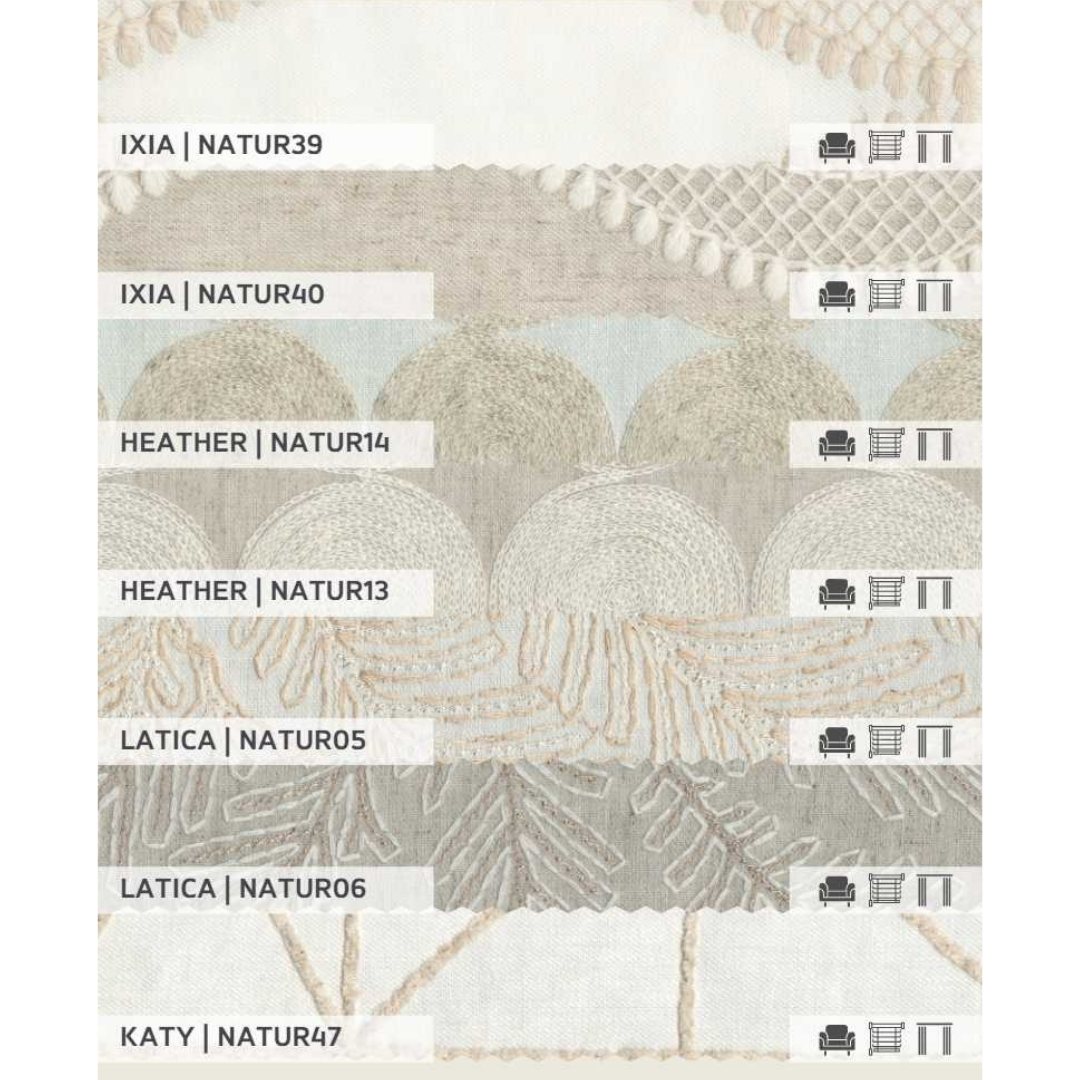 IXIA | NATUR39
IXIA | NATUR40
HEATHER | NATUR14
HEATHER | NATUR13
LATICA | NATUR05
LATICA | NATUR06
KATY | NATUR47